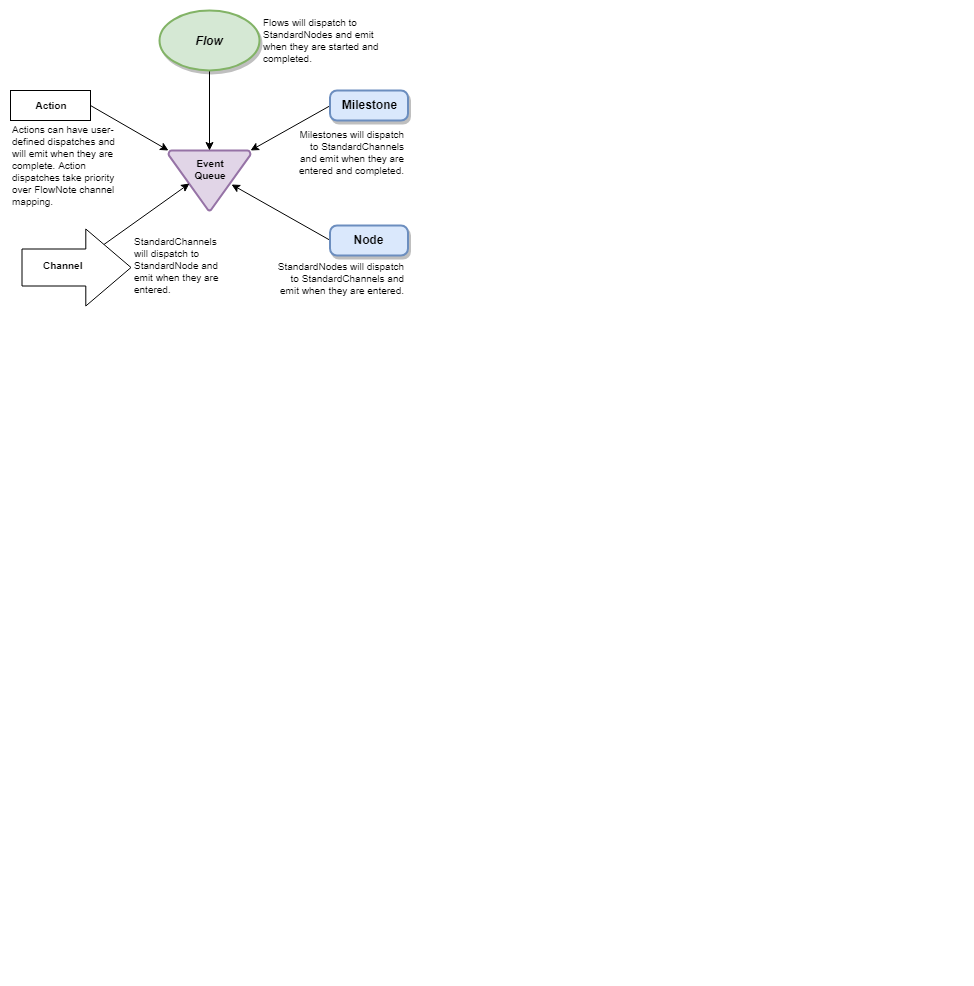 Flow
Flows will dispatch to
StandardNodes and emit
when they are started and
completed.
Action
Actions can have user-
defined dispatches and
will emit when they are
complete. Action
dispatches take priority
over FlowNote channel
mapping.
Milestone
Milestones will dispatch
to StandardChannels
and emit when they are
entered and completed.
Event
Queue
Channel
StandardChannels
will dispatch to
StandardNode and
emit when they are
entered.
Node
StandardNodes will dispatch
to StandardChannels and
emit when they are entered.